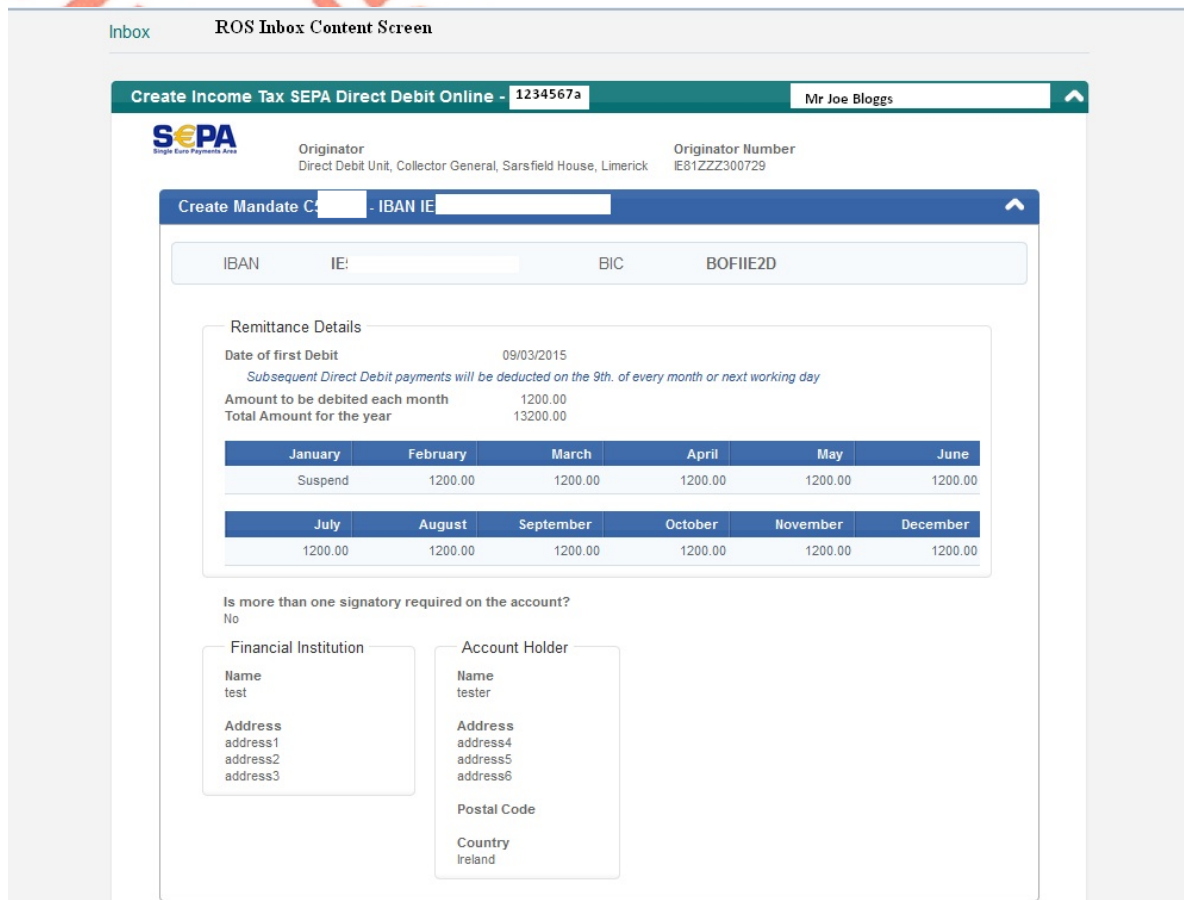 Inbox ROS Inbox Content Screen
Create Income Tax SEPA Direct Debit Online - 1234567a Mr Joe Bloggs
S€PA
Single Euro Payments Area
Originator Originator Number
Direct Debit Unit, Collector General, Sarsfield House, Limerick IE81ZZZ300729
Create Mandate C5 - IBAN IE
IBAN IE BIC BOFIIE2D
Remittance Details
Date of first Debit 09/03/2015
Subsequent Direct Debit payments will be deducted on the 9th. of every month or next working day
Amount to be debited each month 1200.00
Total Amount for the year 13200.00
January February March April May June
Suspend 1200.00 1200.00 1200.00 1200.00 1200.00
July August September October November December
1200.00 1200.00 1200.00 1200.00 1200.00 1200.00
Is more than one signatory required on the account?
No
Financial Institution Account Holder
Name Name
test tester
Address Address
address1 address4
address2 address5
address3 address6
Postal Code
Country
Ireland